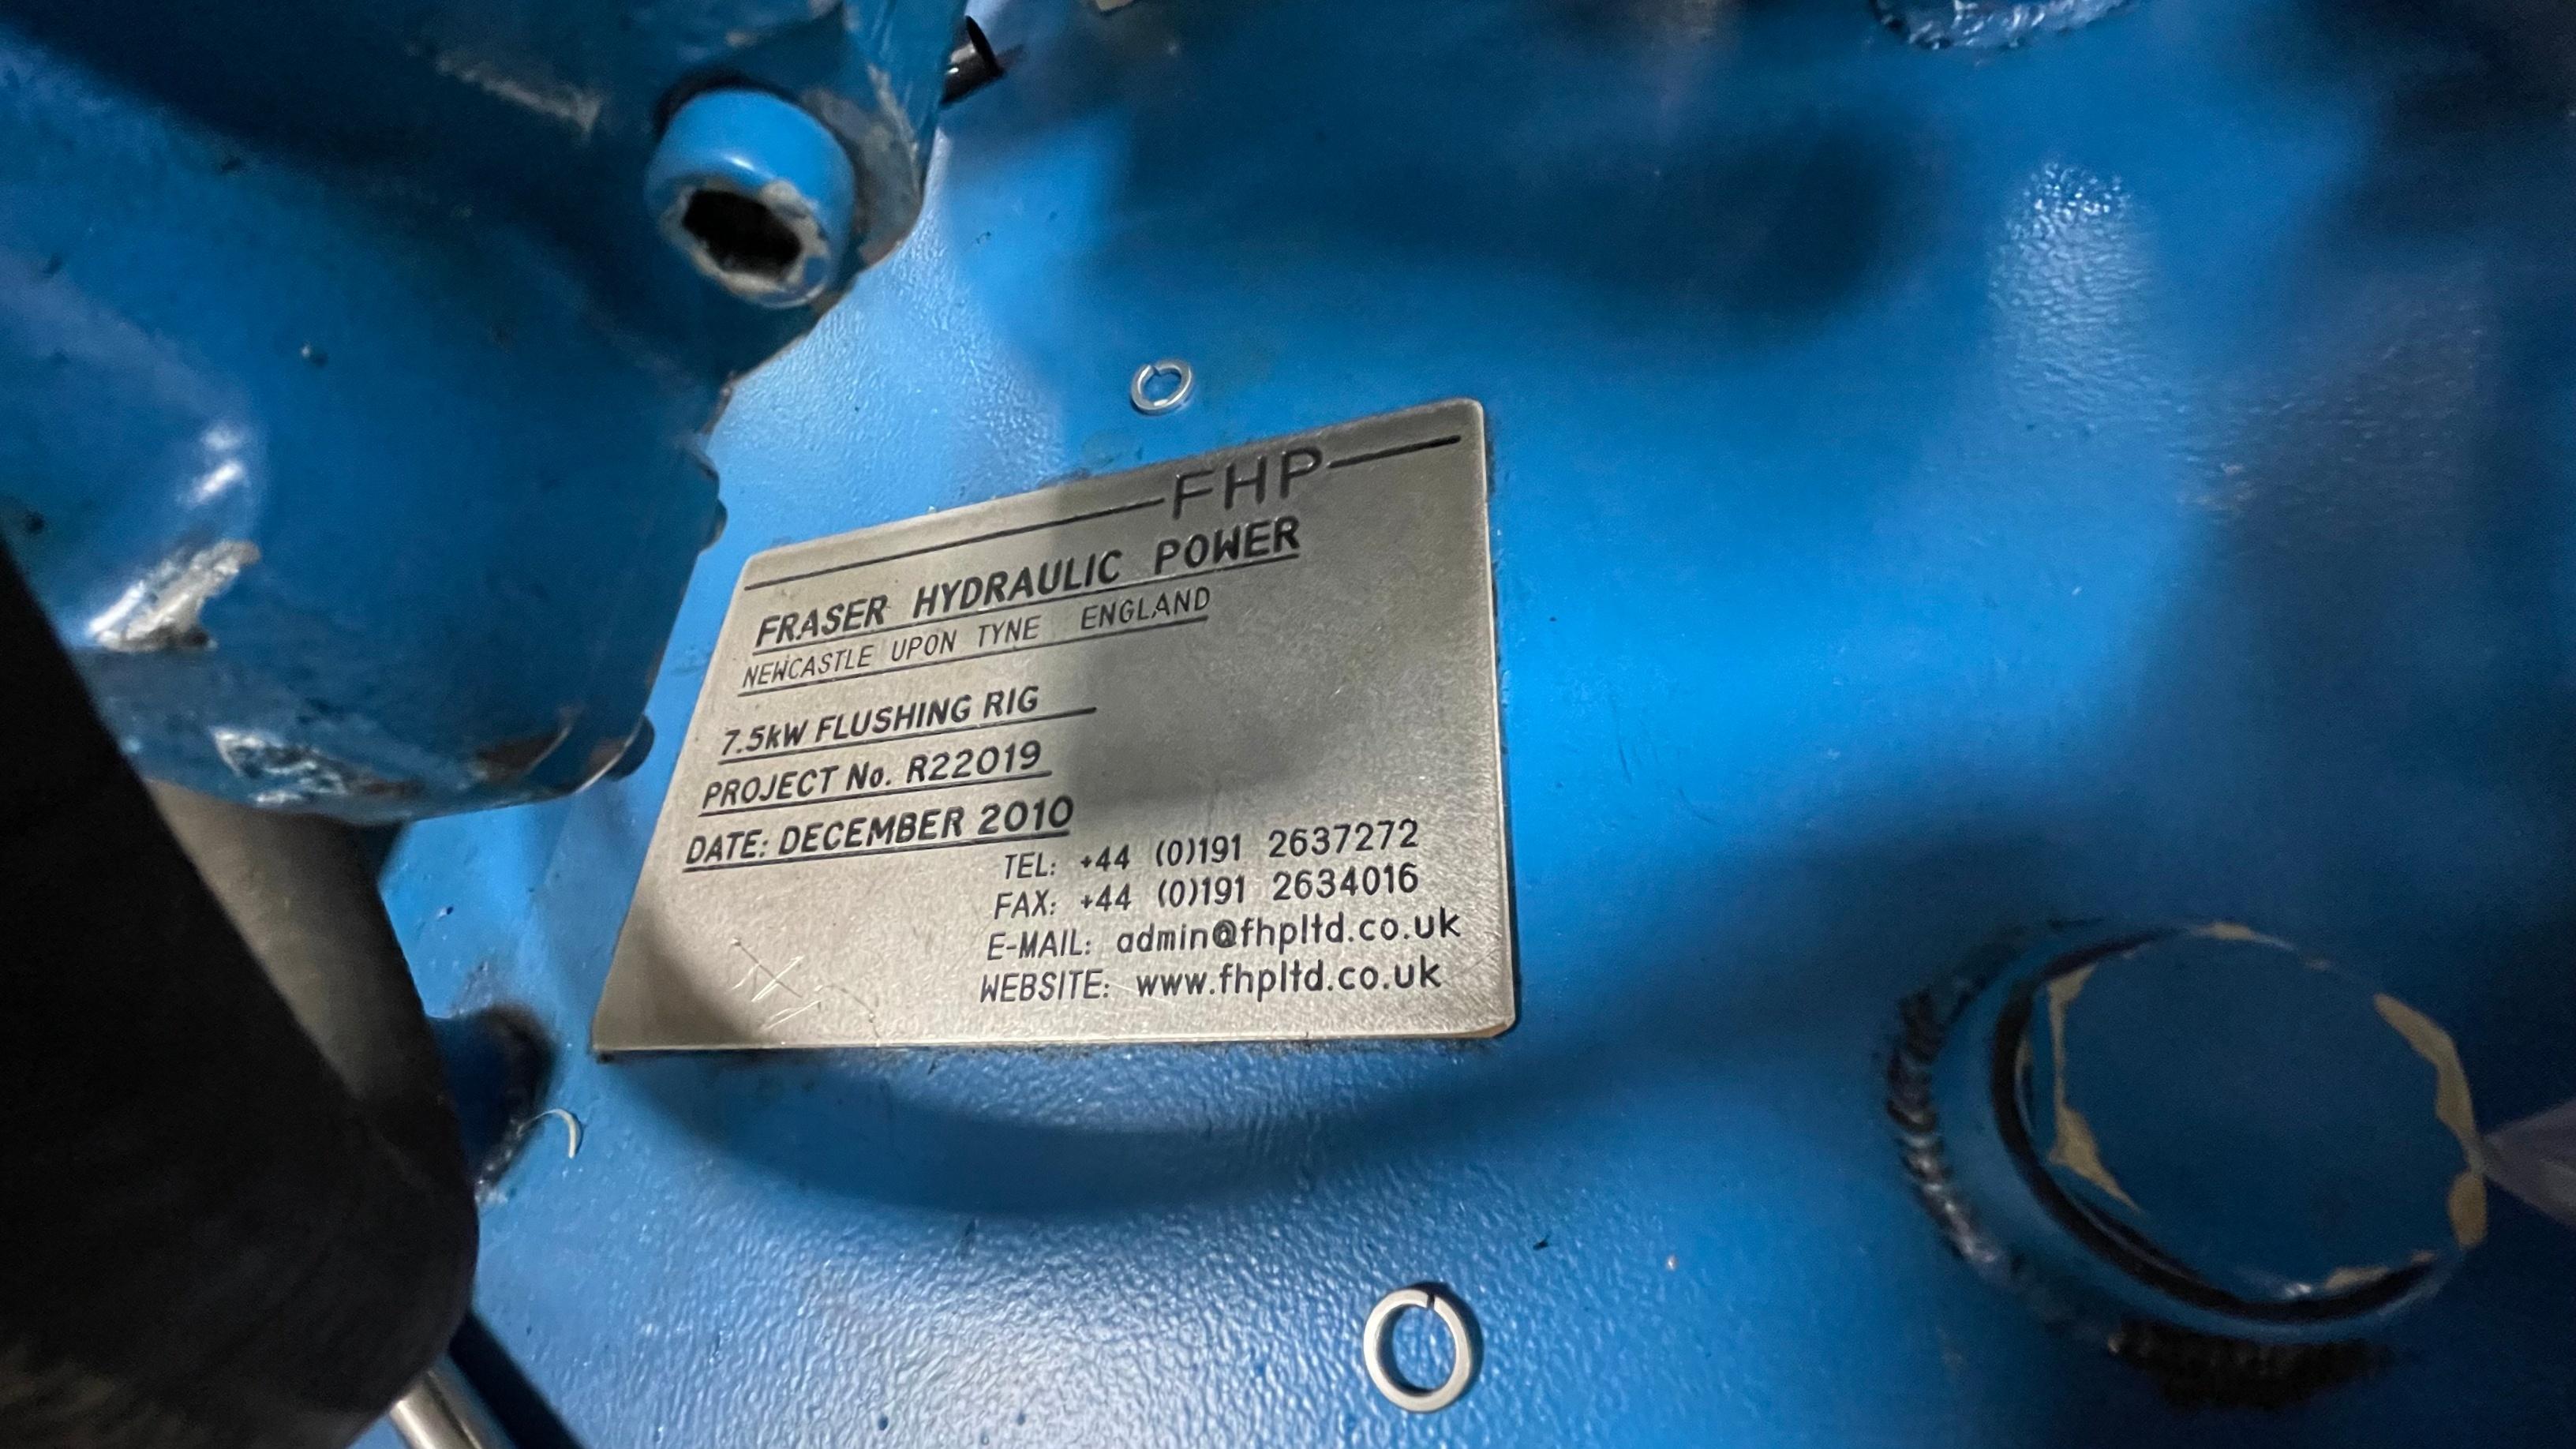 FHP
FRASER HYDRAULIC POWER
NEWCASTLE UPON TYNE ENGLAND
7.5kW FLUSHING RIG
PROJECT No. R22019
DATE: DECEMBER 2010
TEL: +44 (0)191 2637272
FAX: +44 (0)191 2634016
E-MAIL: admin@fhpltd.co.uk
WEBSITE: www.fhpltd.co.uk